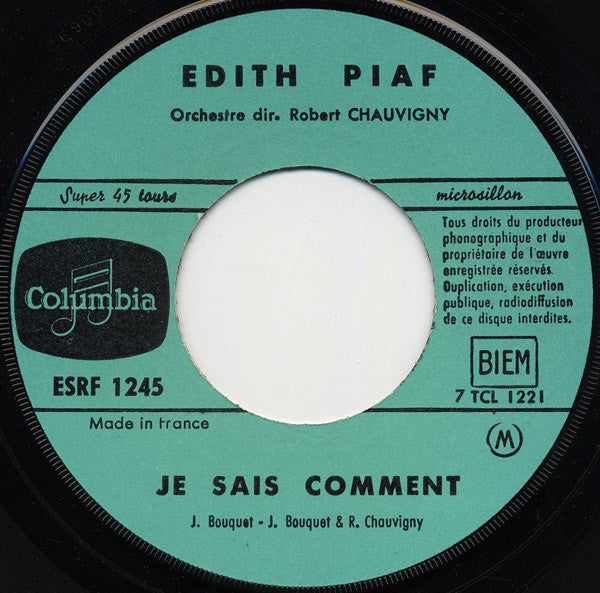 EDITH PIAF
Orchestre dir. Robert CHAUVIGNY
Super 45 tours
microsillon
Columbia
Tous droits du producteur
phonographique et du
propriétaire de l'œuvre
enregistrée réservés.
Duplication, exécution
publique, radiodiffusion
de ce disque interdites.
BIEM
ESRF 1245
7 TCL 1221
Made in France
M
JE SAIS COMMENT
J. Bouquet - J. Bouquet & R. Chauvigny